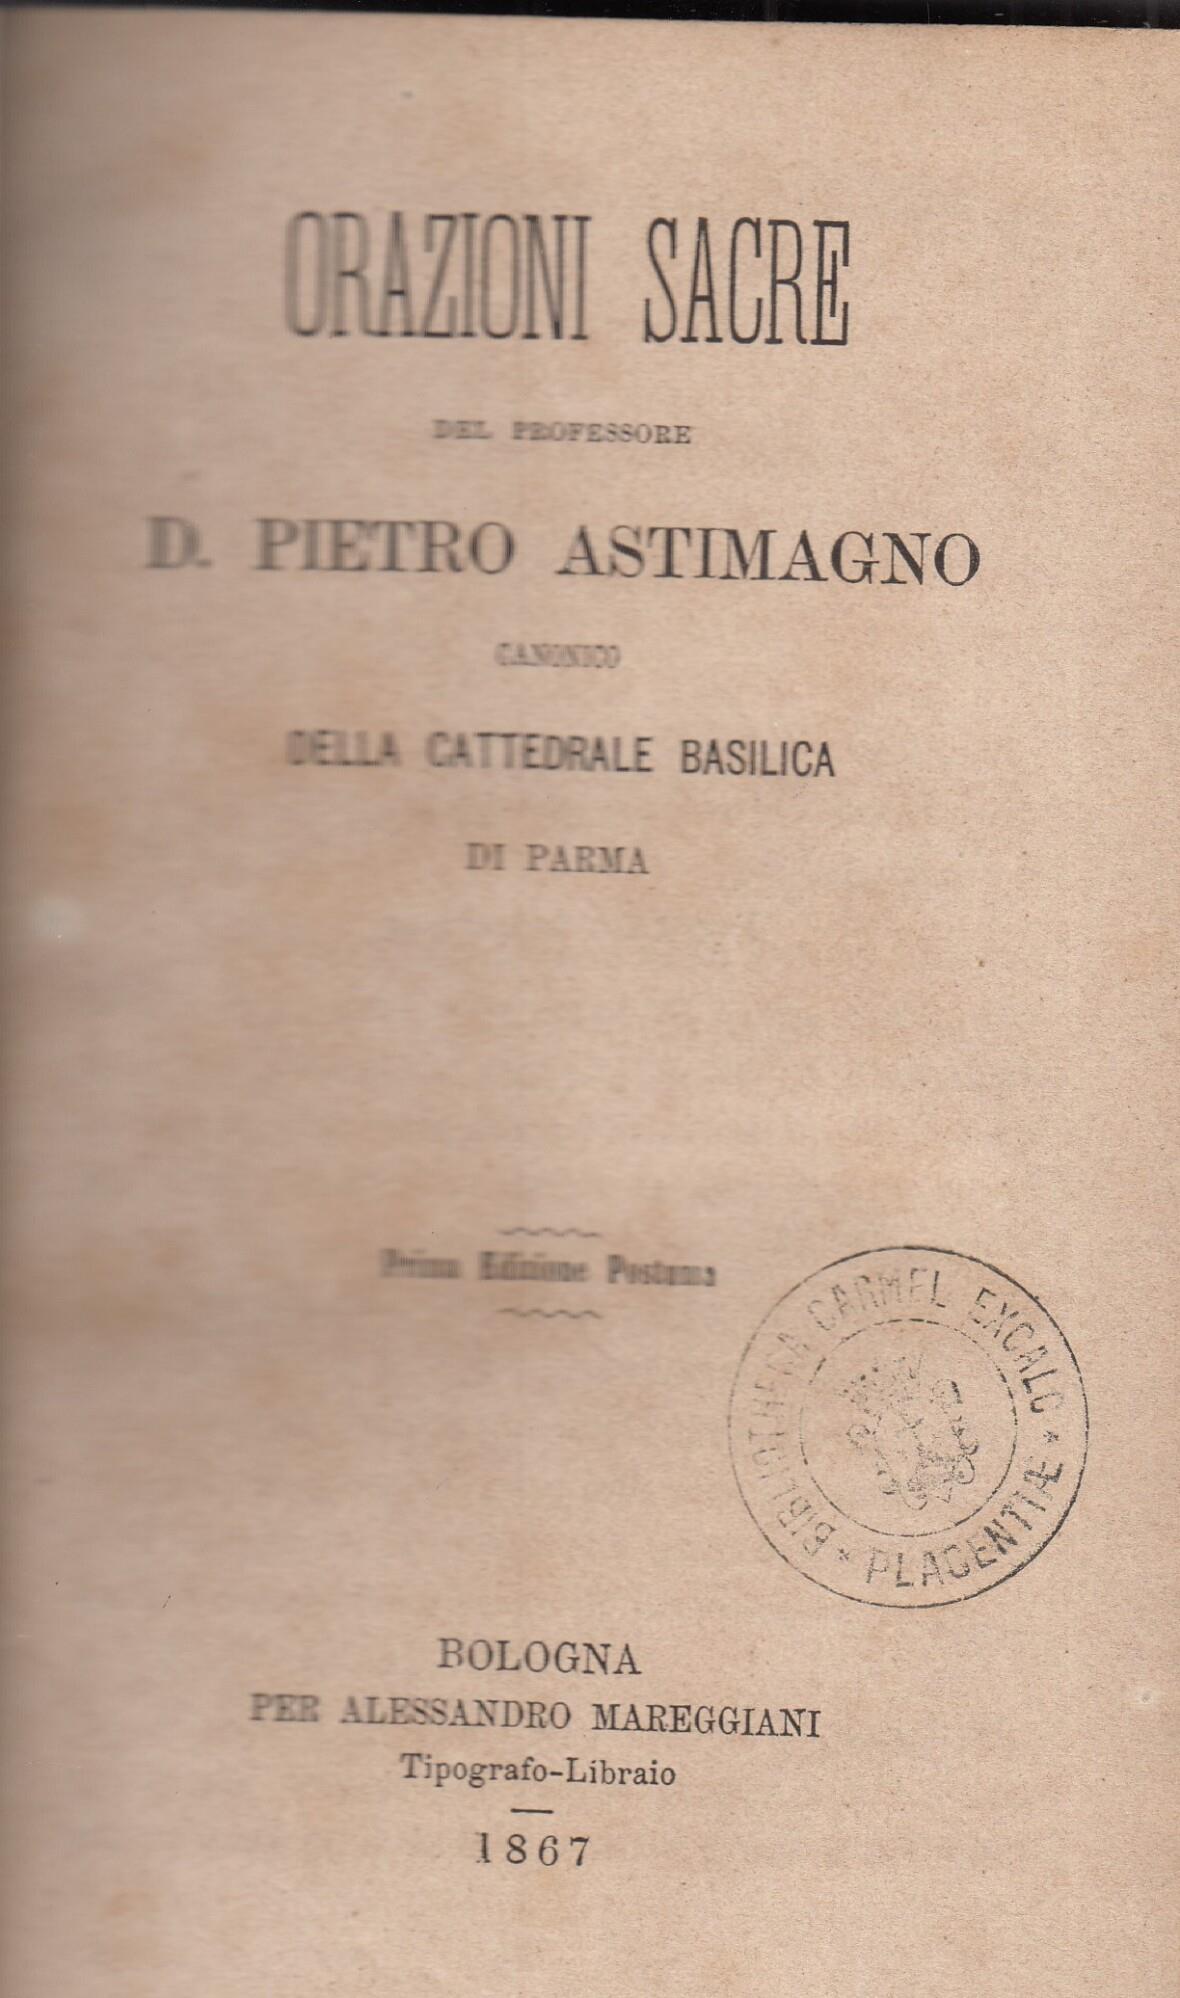 ORAZIONI SACRE
DEL PROFESSORE
D. PIETRO ASTIMAGNO
CANONICO
DELLA CATTEDRALE BASILICA
DI PARMA
Prima Edizione Postuma
BIBLIOTHECA CARMEL EXCALC * PLACENTIÆ *
BOLOGNA
PER ALESSANDRO MAREGGIANI
Tipografo-Libraio
1867